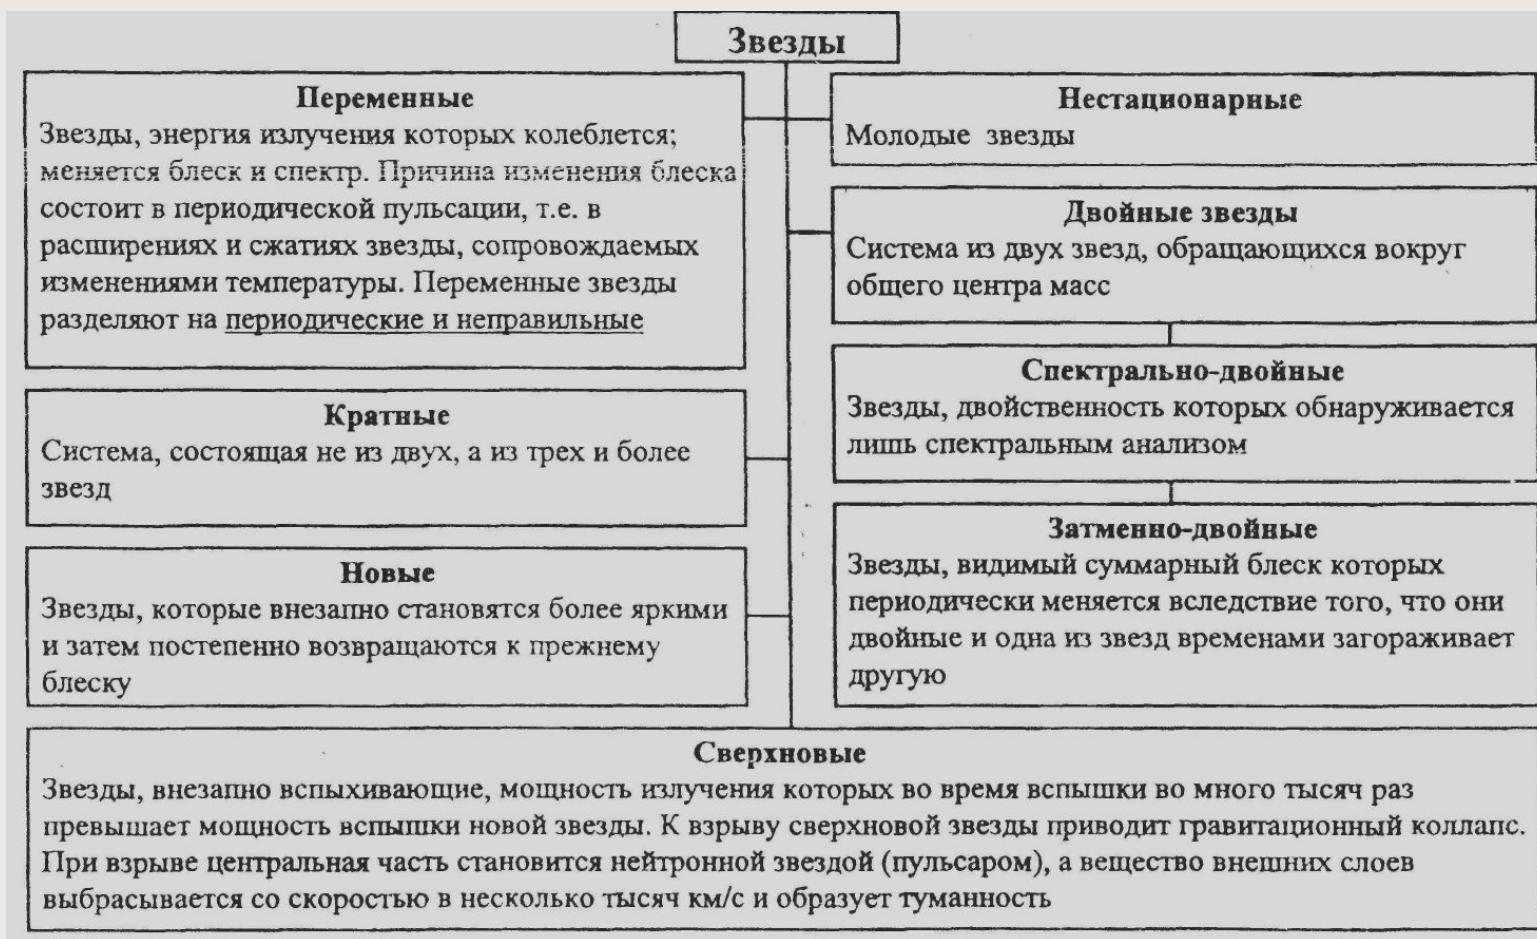 Звезды
Переменные
Звезды, энергия излучения которых колеблется;
меняется блеск и спектр. Причина изменения блеска
состоит в периодической пульсации, т.е. в
расширениях и сжатиях звезды, сопровождаемых
изменениями температуры. Переменные звезды
разделяют на периодические и неправильные
Кратные
Система, состоящая не из двух, а из трех и более
звезд
Новые
Звезды, которые внезапно становятся более яркими
и затем постепенно возвращаются к прежнему
блеску
Нестационарные
Молодые звезды
Двойные звезды
Система из двух звезд, обращающихся вокруг
общего центра масс
Спектрально-двойные
Звезды, двойственность которых обнаруживается
лишь спектральным анализом
Затменно-двойные
Звезды, видимый суммарный блеск которых
периодически меняется вследствие того, что они
двойные и одна из звезд временами загораживает
другую
Сверхновые
Звезды, внезапно вспыхивающие, мощность излучения которых во время вспышки во много тысяч раз
превышает мощность вспышки новой звезды. К взрыву сверхновой звезды приводит гравитационный коллапс.
При взрыве центральная часть становится нейтронной звездой (пульсаром), а вещество внешних слоев
выбрасывается со скоростью в несколько тысяч км/с и образует туманность